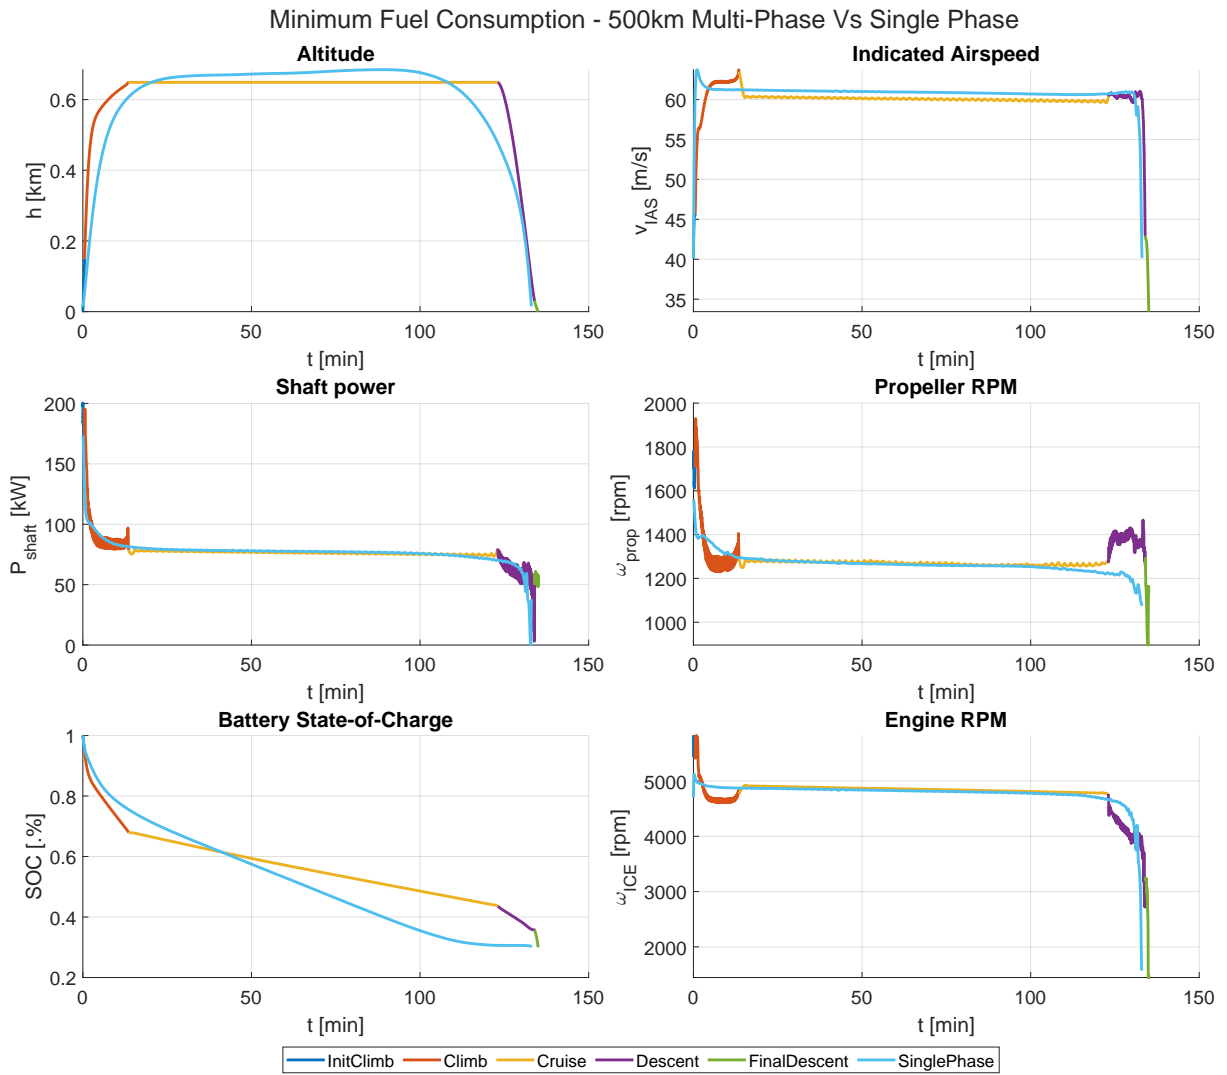 Minimum Fuel Consumption - 500km Multi-Phase Vs Single Phase
Altitude
h [km]
0.6
0.4
0.2
0
0 50 100 150
t [min]
Indicated Airspeed
v_IAS [m/s]
60
55
50
45
40
35
0 50 100 150
t [min]
Shaft power
P_shaft [kW]
200
150
100
50
0
0 50 100 150
t [min]
Propeller RPM
ω_prop [rpm]
2000
1800
1600
1400
1200
1000
0 50 100 150
t [min]
Battery State-of-Charge
SOC [.%]
1
0.8
0.6
0.4
0.2
0 50 100 150
t [min]
Engine RPM
ω_ICE [rpm]
5000
4000
3000
2000
0 50 100 150
t [min]
InitClimb Climb Cruise Descent FinalDescent SinglePhase